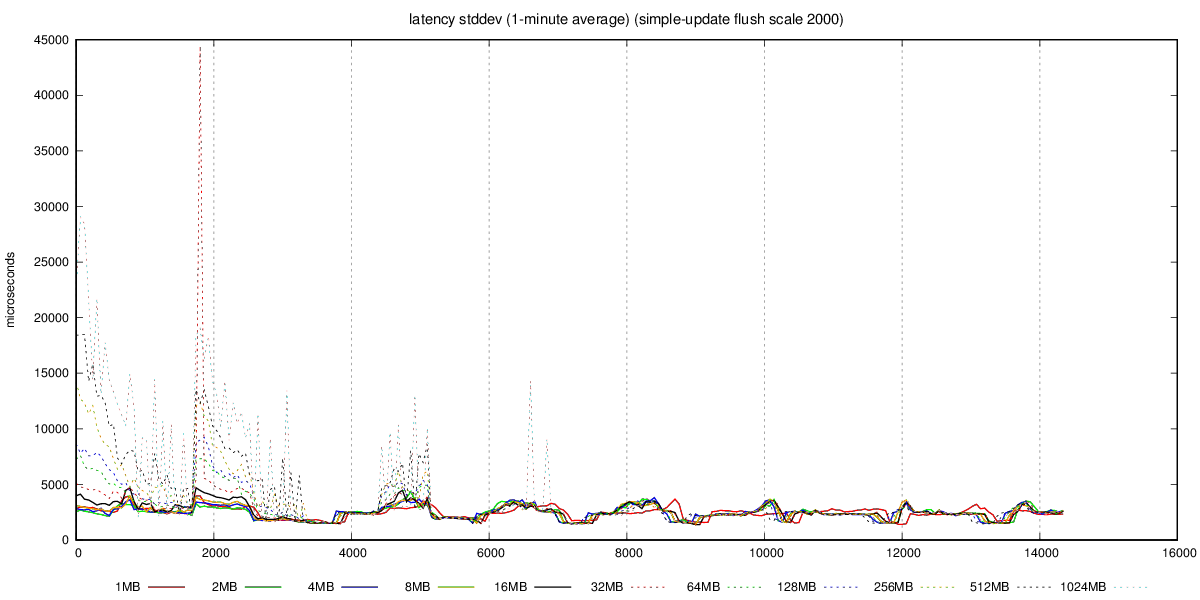 latency stddev (1-minute average) (simple-update flush scale 2000)
45000
40000
35000
30000
25000
20000
15000
10000
5000
0
microseconds
0 2000 4000 6000 8000 10000 12000 14000 16000
1MB 2MB 4MB 8MB 16MB 32MB 64MB 128MB 256MB 512MB 1024MB